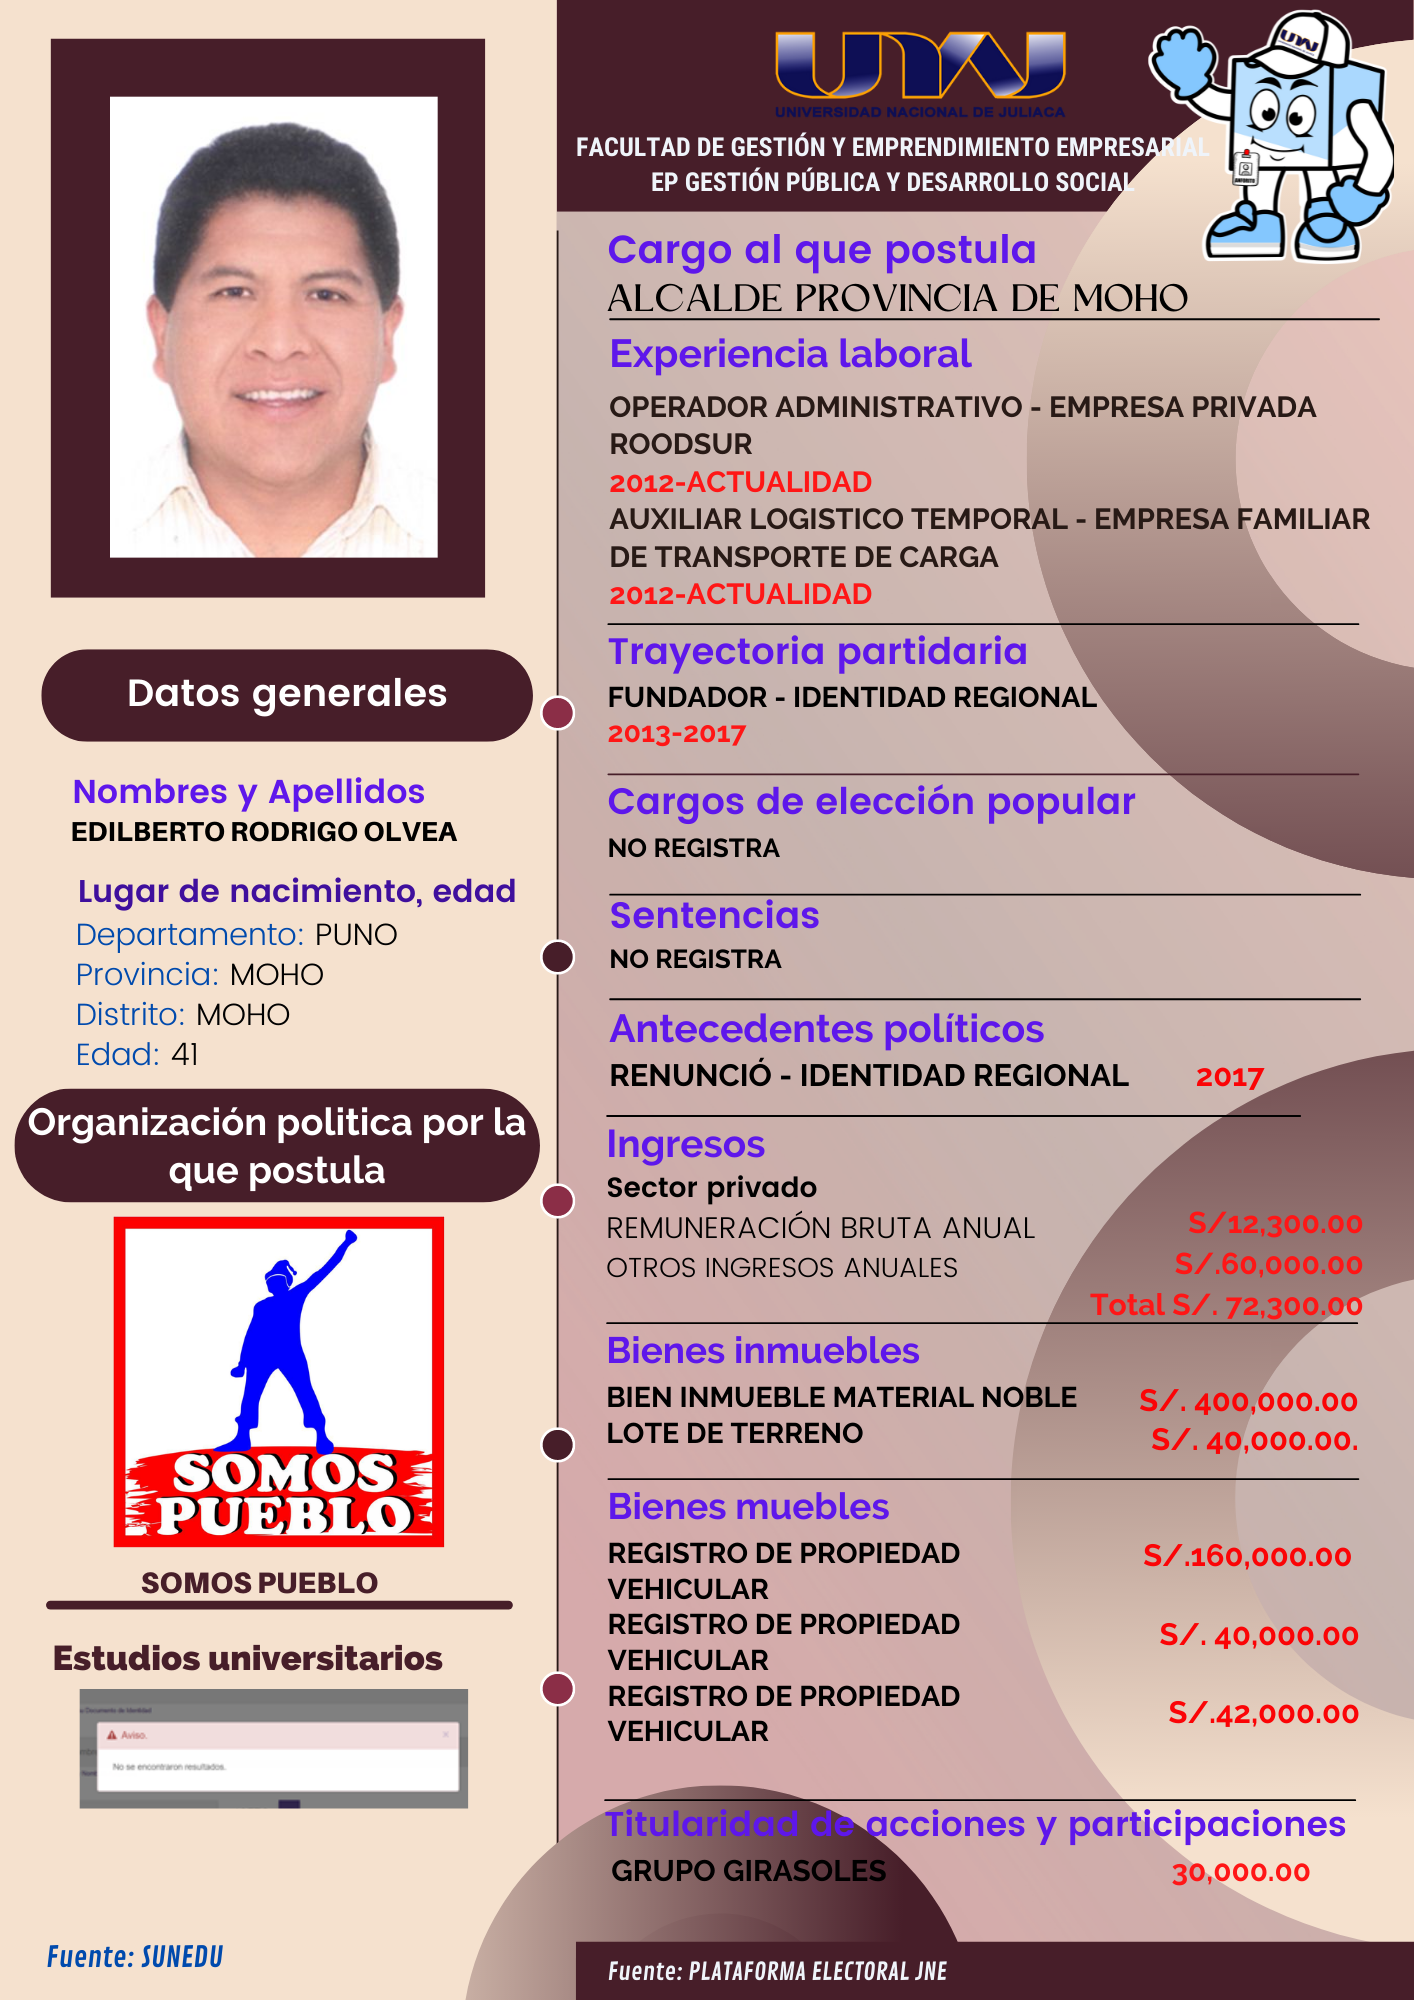 UNAJ
UNIVERSIDAD NACIONAL DE JULIACA
FACULTAD DE GESTIÓN Y EMPRENDIMIENTO EMPRESARIAL
EP GESTIÓN PÚBLICA Y DESARROLLO SOCIAL
UNAJ
ANFORITO
Cargo al que postula
ALCALDE PROVINCIA DE MOHO
Experiencia laboral
OPERADOR ADMINISTRATIVO - EMPRESA PRIVADA
ROODSUR
2012-ACTUALIDAD
AUXILIAR LOGISTICO TEMPORAL - EMPRESA FAMILIAR
DE TRANSPORTE DE CARGA
2012-ACTUALIDAD
Trayectoria partidaria
FUNDADOR - IDENTIDAD REGIONAL
2013-2017
Cargos de elección popular
NO REGISTRA
Sentencias
NO REGISTRA
Antecedentes políticos
RENUNCIÓ - IDENTIDAD REGIONAL 2017
Ingresos
Sector privado
REMUNERACIÓN BRUTA ANUAL S/12,300.00
OTROS INGRESOS ANUALES S/.60,000.00
Total S/. 72,300.00
Bienes inmuebles
BIEN INMUEBLE MATERIAL NOBLE S/. 400,000.00
LOTE DE TERRENO S/. 40,000.00.
Bienes muebles
REGISTRO DE PROPIEDAD S/.160,000.00
VEHICULAR
REGISTRO DE PROPIEDAD S/. 40,000.00
VEHICULAR
REGISTRO DE PROPIEDAD S/.42,000.00
VEHICULAR
Titularidad de acciones y participaciones
GRUPO GIRASOLES 30,000.00
Fuente: PLATAFORMA ELECTORAL JNE
Datos generales
Nombres y Apellidos
EDILBERTO RODRIGO OLVEA
Lugar de nacimiento, edad
Departamento: PUNO
Provincia: MOHO
Distrito: MOHO
Edad: 41
Organización politica por la
que postula
SOMOS
PUEBLO
SOMOS PUEBLO
Estudios universitarios
Documento de Identidad
Aviso.
No se encontraron resultados.
Fuente: SUNEDU